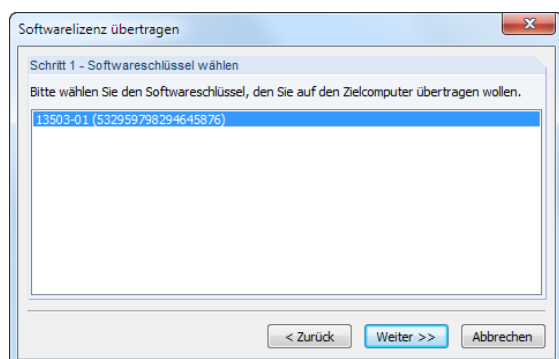 Softwarelizenz übertragen
Schritt 1 - Softwareschlüssel wählen
Bitte wählen Sie den Softwareschlüssel, den Sie auf den Zielcomputer übertragen wollen.
13503-01 (532959798294645876)
< Zurück
Weiter >>
Abbrechen